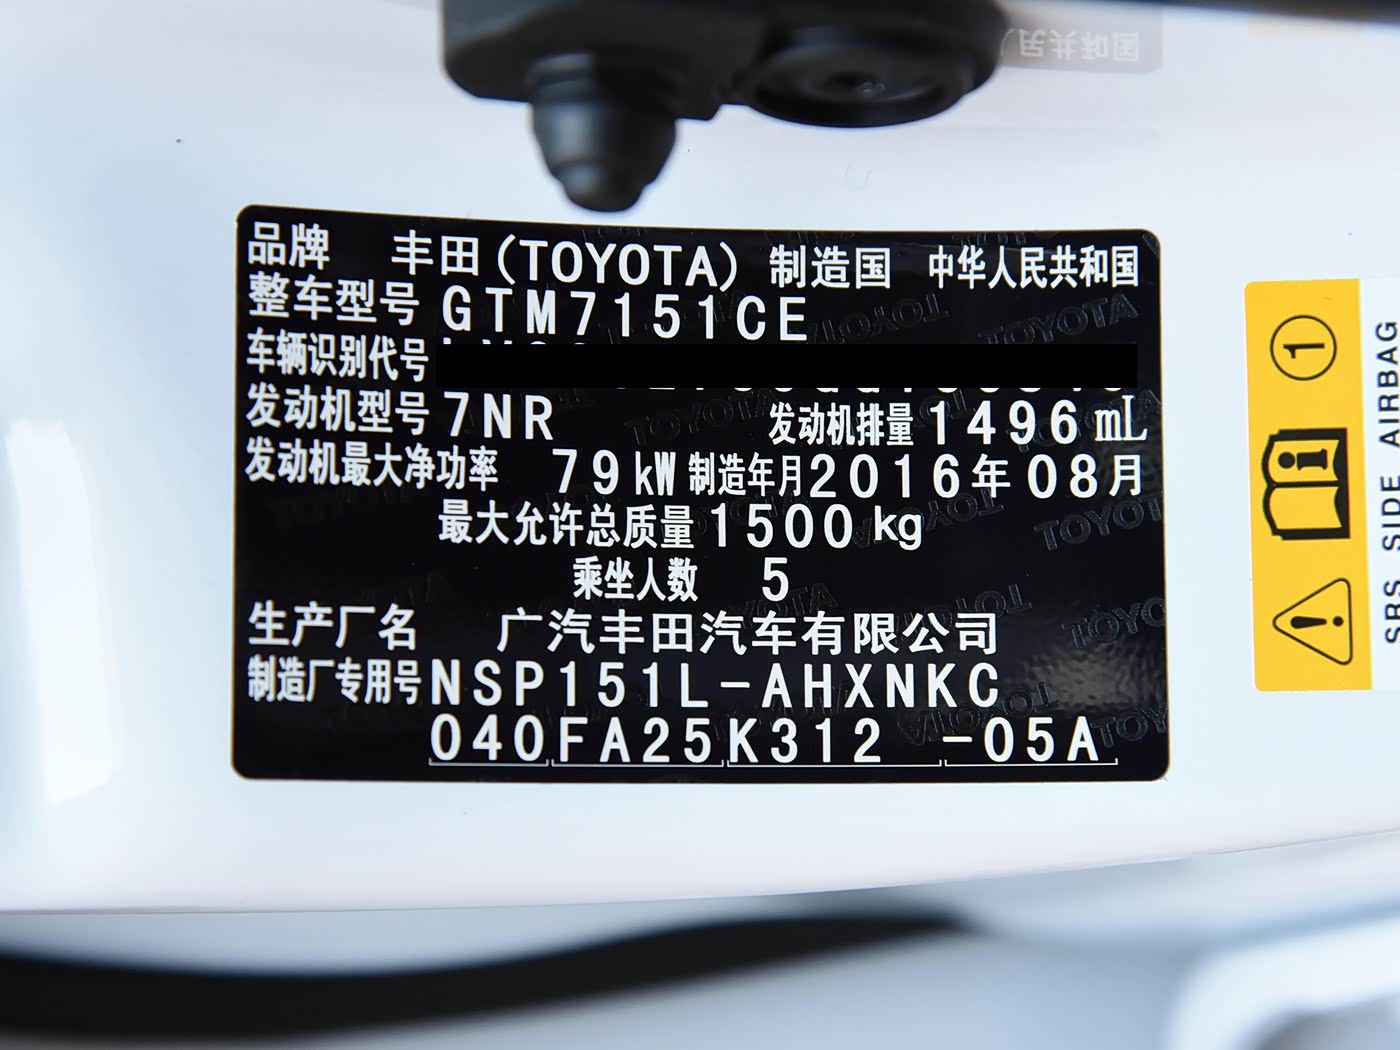 品牌 丰田(TOYOTA) 制造国 中华人民共和国
整车型号 GTM7151CE
车辆识别代号
发动机型号 7NR 发动机排量 1496 mL
发动机最大净功率 79 kW 制造年月 2016年08月
最大允许总质量 1500 kg
乘坐人数 5
生产厂名 广汽丰田汽车有限公司
制造厂专用号 NSP151L-AHXNKC
040FA25K312 -05A
1
SRS SIDE AIRBAG